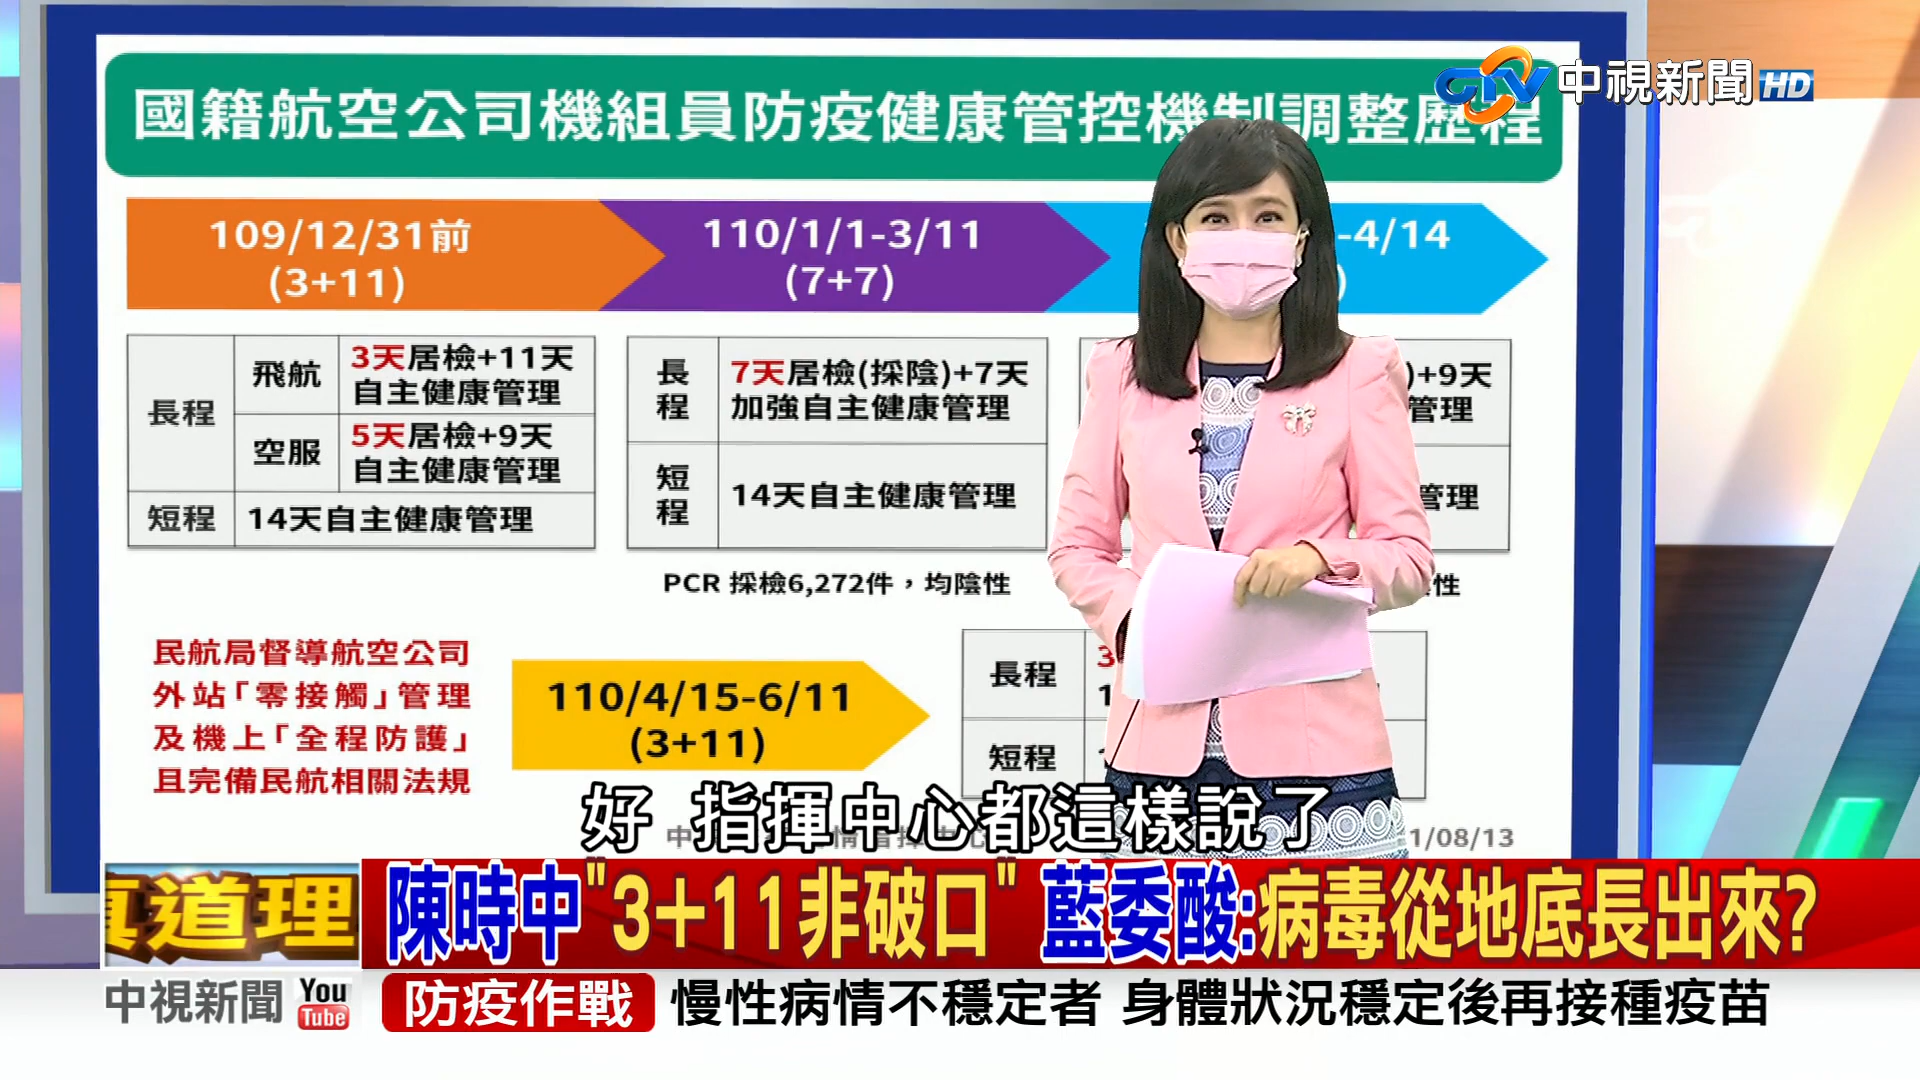 國籍航空公司機組員防疫健康管控機制調整歷程
CTV 中視新聞 HD
109/12/31前
(3+11)
110/1/1-3/11
(7+7)
-4/14
)
長程
飛航
3天居檢+11天
自主健康管理
空服
5天居檢+9天
自主健康管理
短程
14天自主健康管理
長程
7天居檢(採陰)+7天
加強自主健康管理
短程
14天自主健康管理
)+9天
管理
管理
PCR 採檢6,272件，均陰性
性
民航局督導航空公司
外站「零接觸」管理
及機上「全程防護」
且完備民航相關法規
110/4/15-6/11
(3+11)
長程
3
1
短程
1/08/13
好 指揮中心都這樣說了
真道理
陳時中"3+11非破口" 藍委酸:病毒從地底長出來?
中視新聞 YouTube
防疫作戰
慢性病情不穩定者 身體狀況穩定後再接種疫苗